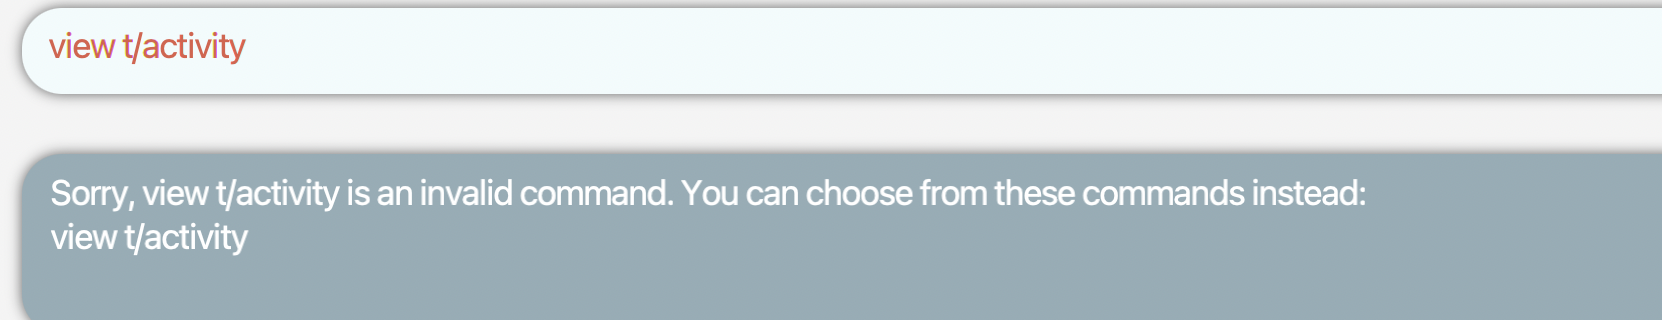 view t/activity
Sorry, view t/activity is an invalid command. You can choose from these commands instead:
view t/activity